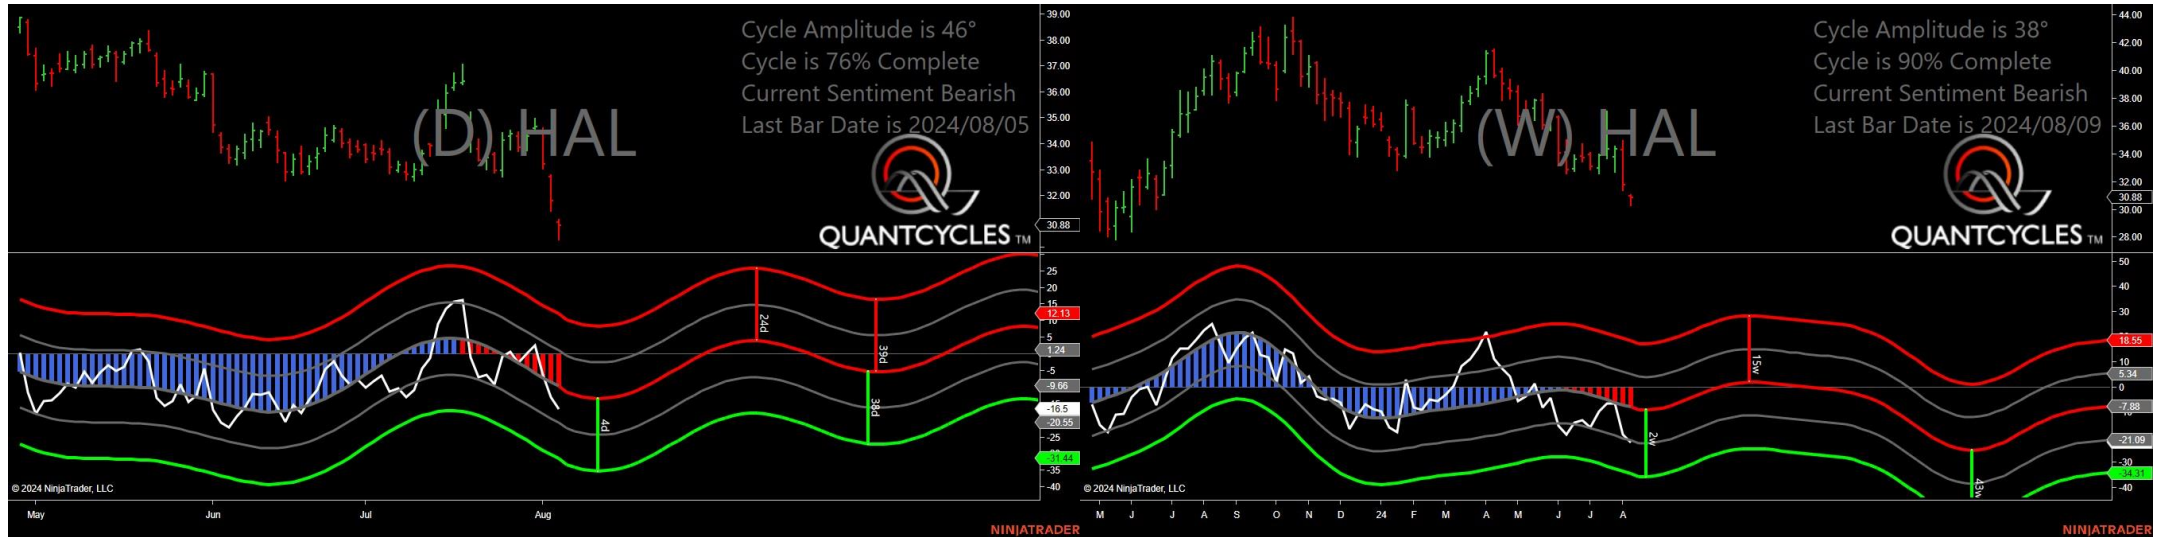 Cycle Amplitude is 46°
Cycle is 76% Complete
Current Sentiment Bearish
Last Bar Date is 2024/08/05
(D) HAL
QUANTCYCLES TM
39.00
38.00
37.00
36.00
35.00
34.00
33.00
32.00
30.88
25
20
15
12.13
10
5
1.24
-5
-9.66
-16.5
-20.55
-25
-31.44
-35
-40
24d
39d
38d
4d
© 2024 NinjaTrader, LLC
May Jun Jul Aug
NINJATRADER
Cycle Amplitude is 38°
Cycle is 90% Complete
Current Sentiment Bearish
Last Bar Date is 2024/08/09
(W) HAL
QUANTCYCLES TM
44.00
42.00
40.00
38.00
36.00
34.00
32.00
30.88
30.00
28.00
50
40
30
18.55
10
5.34
0
-7.88
-21.09
-30
-34.31
-40
15w
2w
43w
© 2024 NinjaTrader, LLC
M J J A S O N D 24 F M A M J J A
NINJATRADER